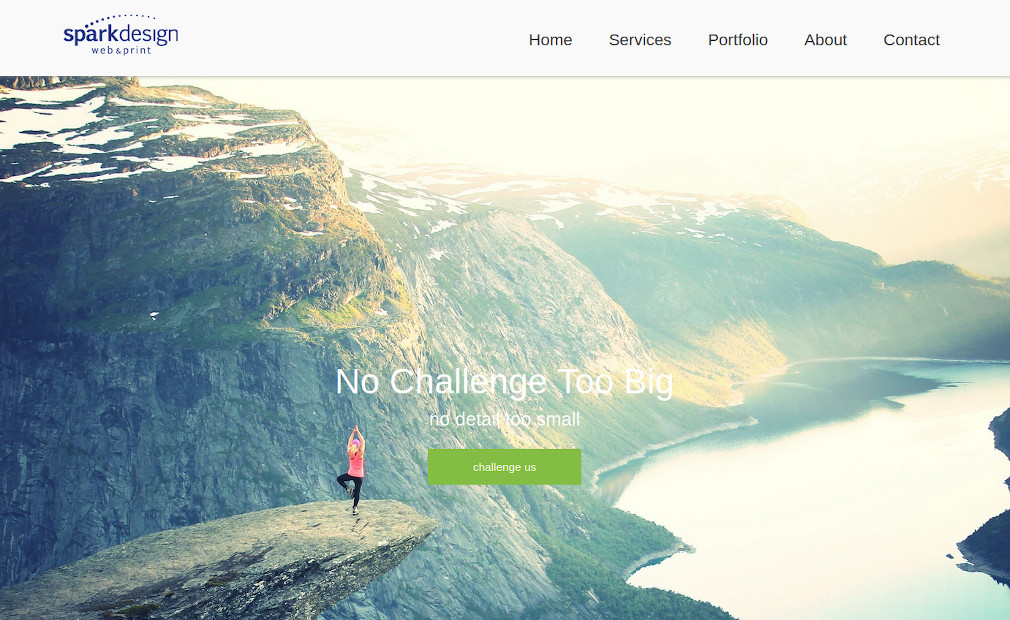 sparkdesign
web & print
Home Services Portfolio About Contact
No Challenge Too Big
no detail too small
challenge us